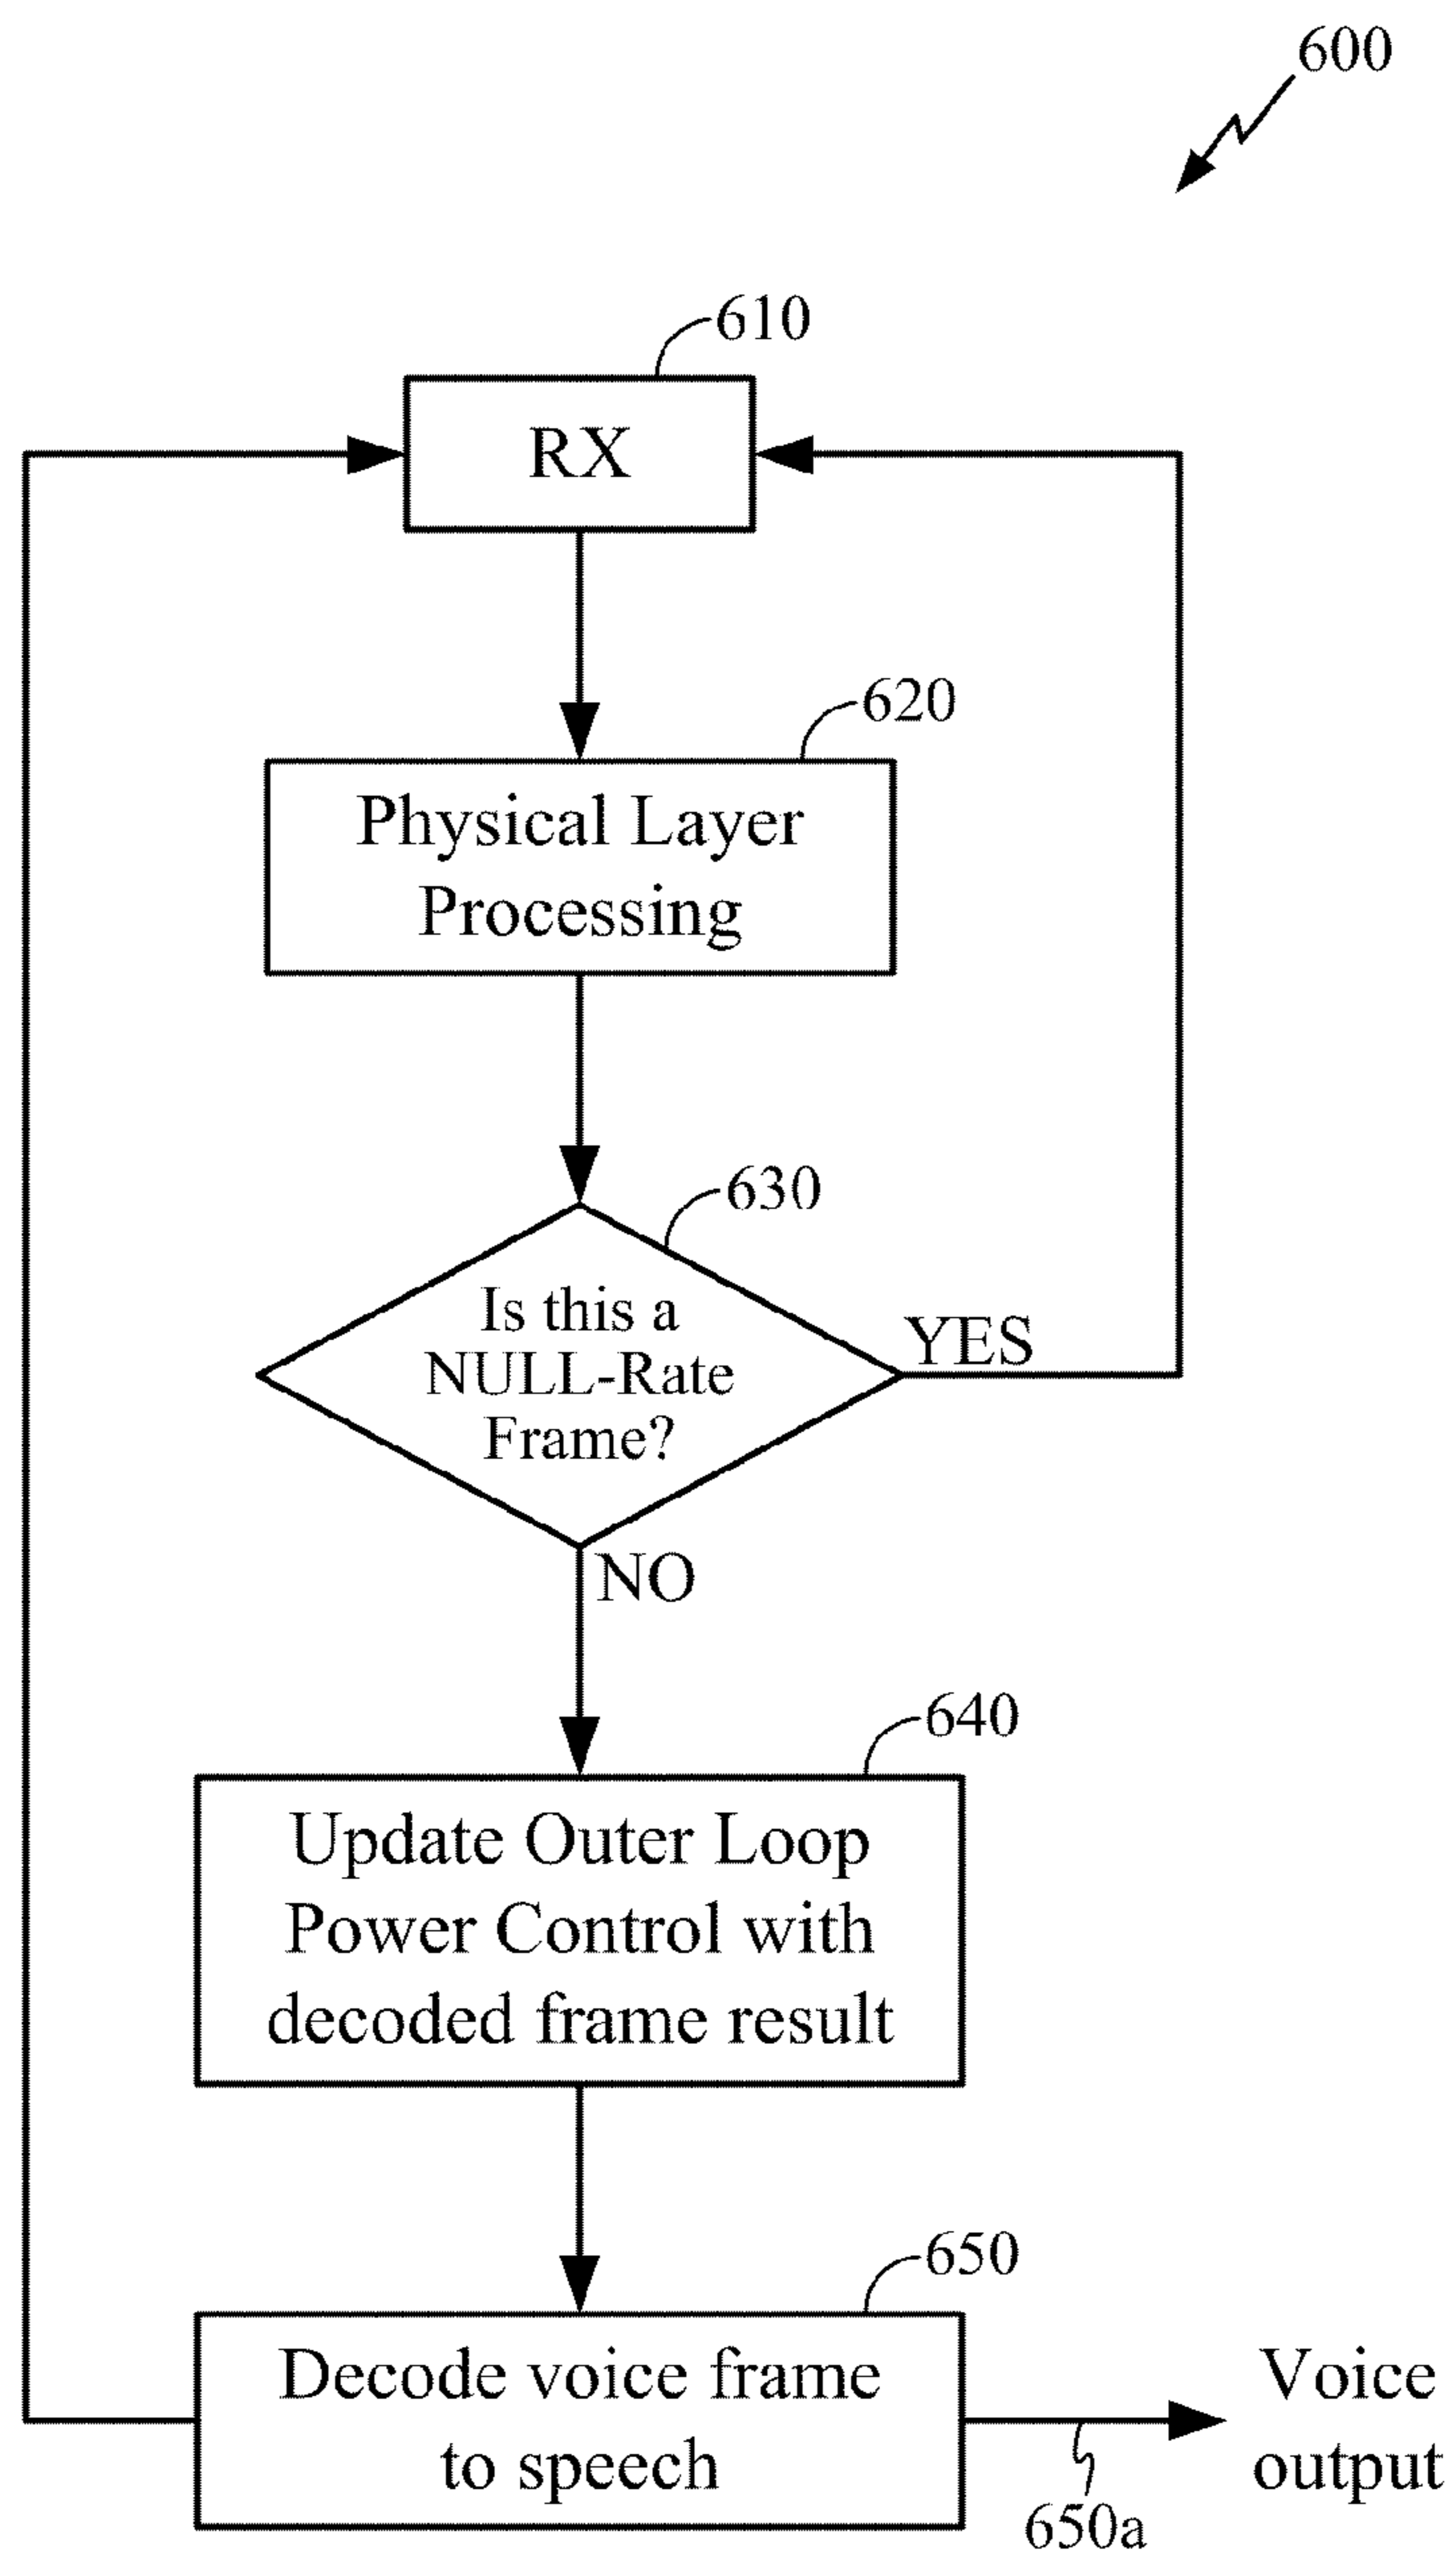 600
610
RX
620
Physical Layer
Processing
630
Is this a
NULL-Rate
Frame?
YES
NO
640
Update Outer Loop
Power Control with
decoded frame result
650
Decode voice frame
to speech
Voice
output
650a